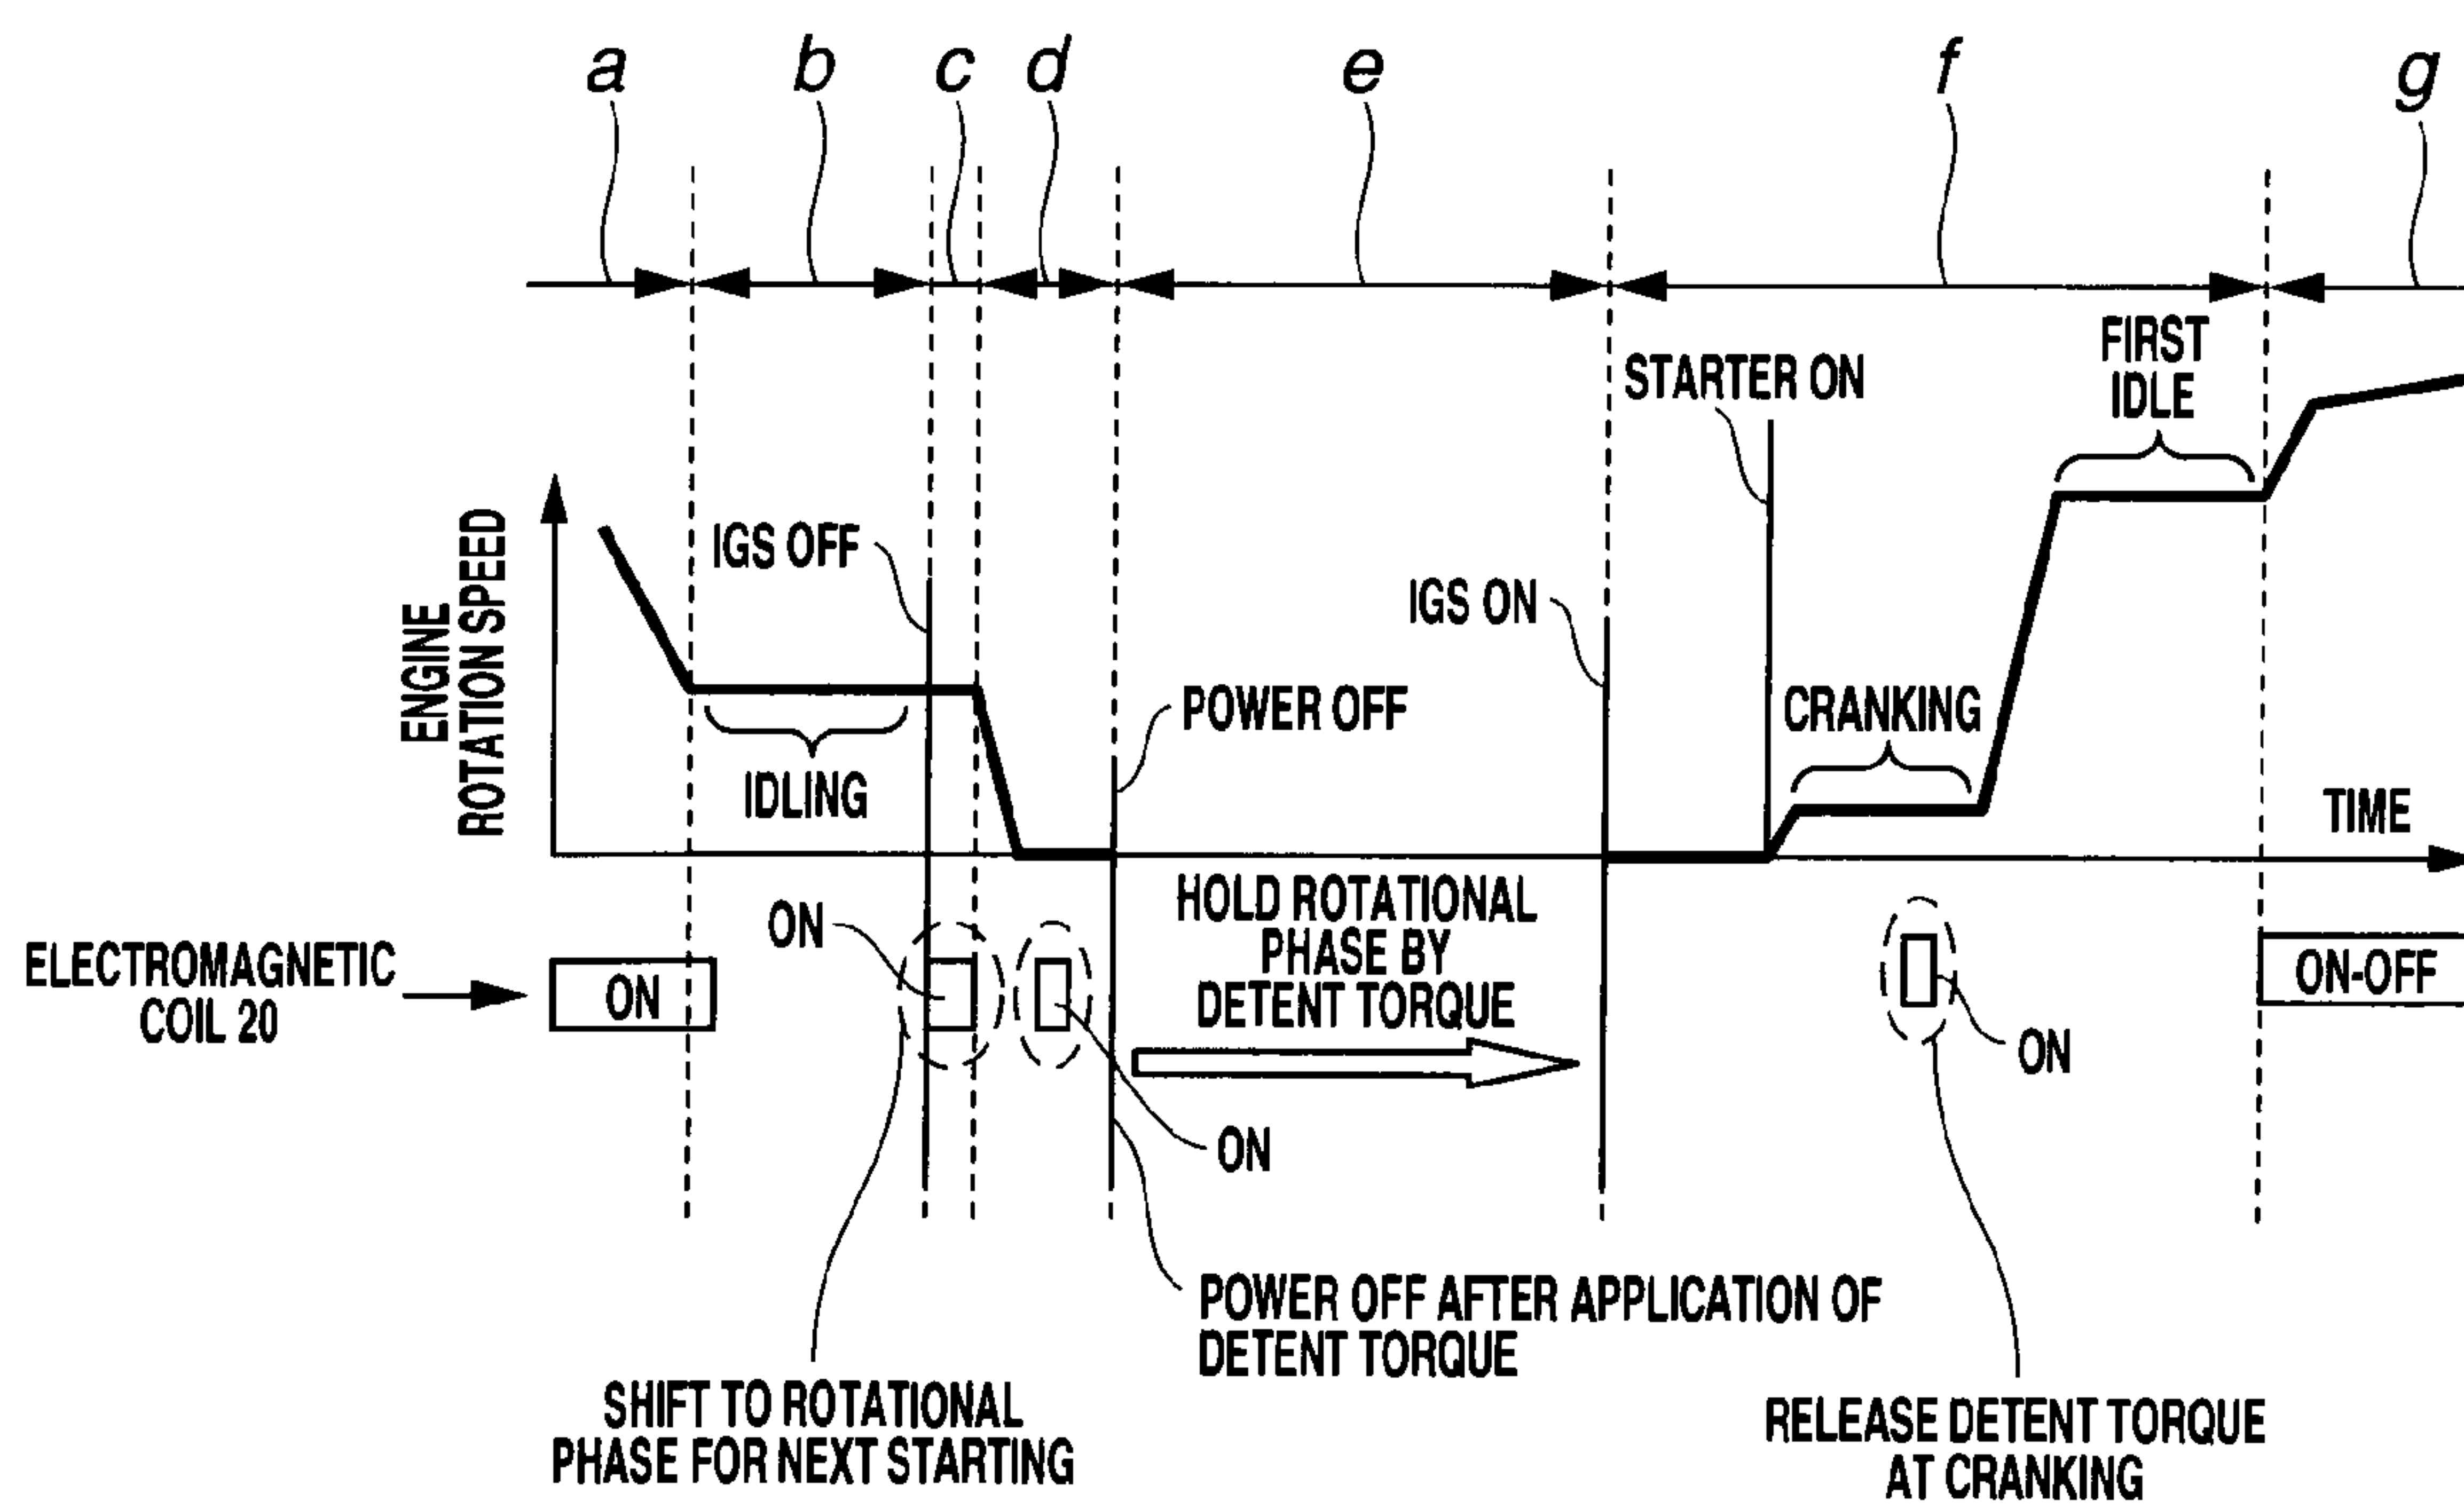 a b c d e f g
FIRST
IDLE
STARTER ON
IGS OFF
IGS ON
ENGINE
ROTATION SPEED
POWER OFF
CRANKING
IDLING
TIME
HOLD ROTATIONAL
PHASE BY
DETENT TORQUE
ON
ELECTROMAGNETIC
COIL 20
ON
ON-OFF
ON
ON
POWER OFF AFTER APPLICATION OF
DETENT TORQUE
SHIFT TO ROTATIONAL
PHASE FOR NEXT STARTING
RELEASE DETENT TORQUE
AT CRANKING